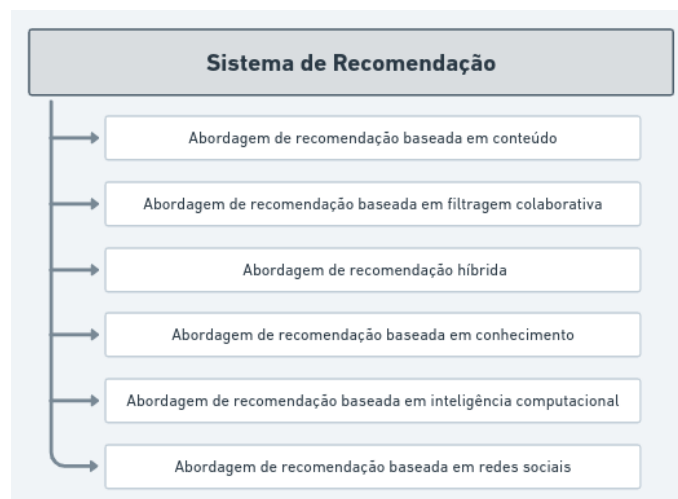 Sistema de Recomendação
Abordagem de recomendação baseada em conteúdo
Abordagem de recomendação baseada em filtragem colaborativa
Abordagem de recomendação híbrida
Abordagem de recomendação baseada em conhecimento
Abordagem de recomendação baseada em inteligência computacional
Abordagem de recomendação baseada em redes sociais